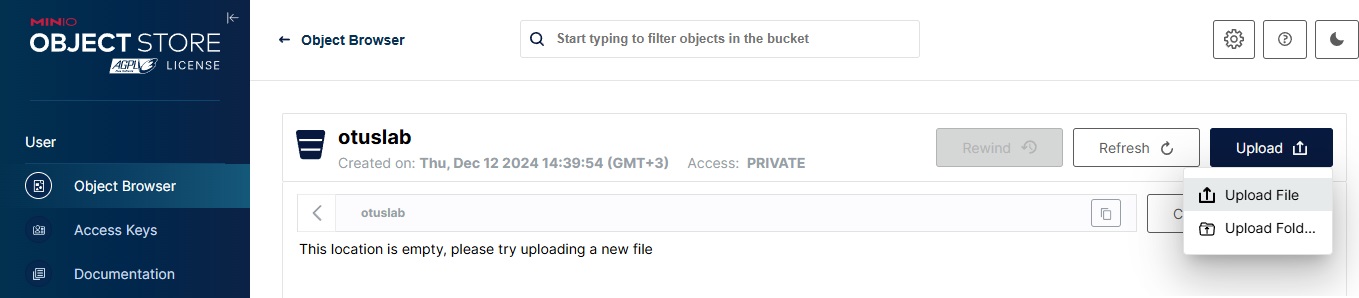 MINIO
OBJECT STORE
AGPLv3 LICENSE
User
Object Browser
Access Keys
Documentation
Object Browser
Start typing to filter objects in the bucket
otuslab
Created on: Thu, Dec 12 2024 14:39:54 (GMT+3) Access: PRIVATE
Rewind
Refresh
Upload
Upload File
Upload Fold...
otuslab
C
This location is empty, please try uploading a new file